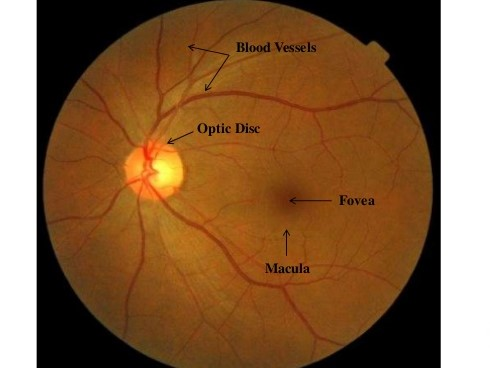 Blood Vessels
Optic Disc
Fovea
Macula